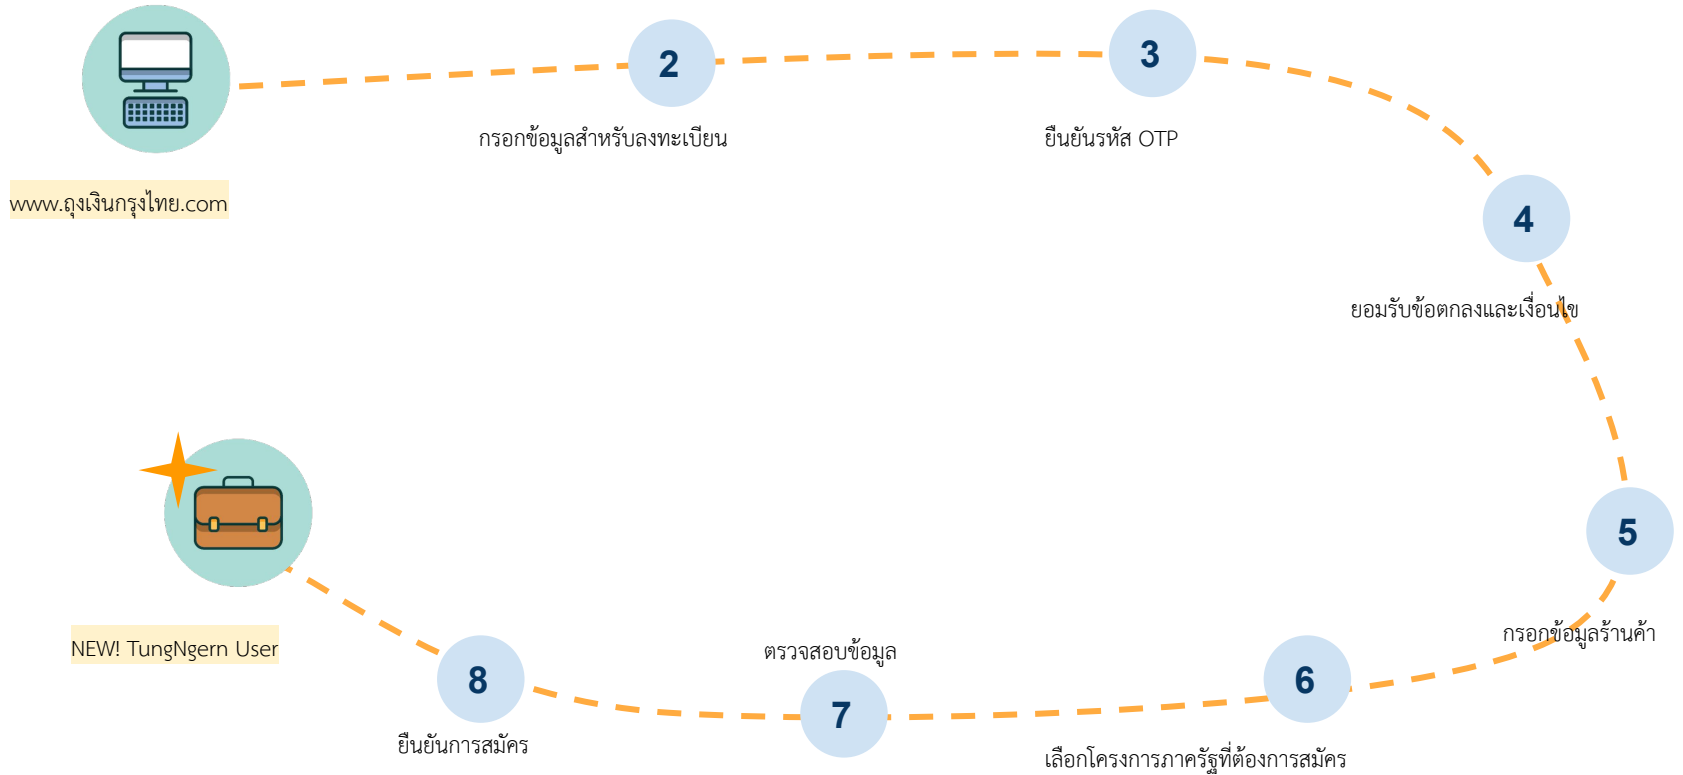 www.ถุงเงินกรุงไทย.com
2
กรอกข้อมูลสำหรับลงทะเบียน
3
ยืนยันรหัส OTP
4
ยอมรับข้อตกลงและเงื่อนไข
5
กรอกข้อมูลร้านค้า
6
เลือกโครงการภาครัฐที่ต้องการสมัคร
ตรวจสอบข้อมูล
7
8
ยืนยันการสมัคร
NEW! TungNgern User